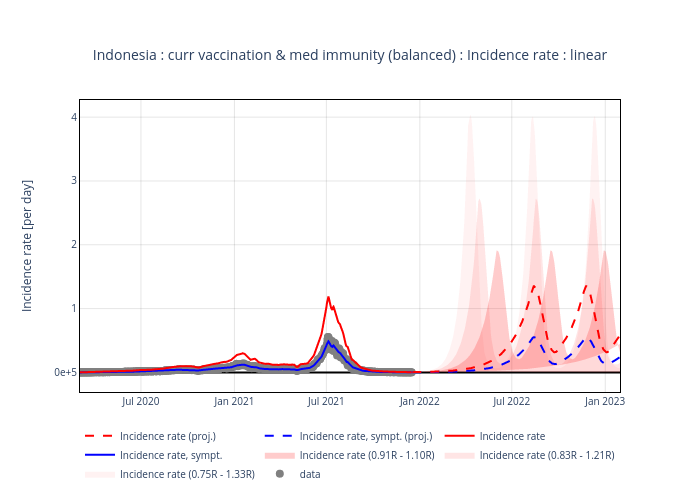 Indonesia : curr vaccination & med immunity (balanced) : Incidence rate : linear
Incidence rate [per day]
4
3
2
1
0e+5
Jul 2020
Jan 2021
Jul 2021
Jan 2022
Jul 2022
Jan 2023
Incidence rate (proj.)
Incidence rate, sympt. (proj.)
Incidence rate
Incidence rate, sympt.
Incidence rate (0.91R - 1.10R)
Incidence rate (0.83R - 1.21R)
Incidence rate (0.75R - 1.33R)
data